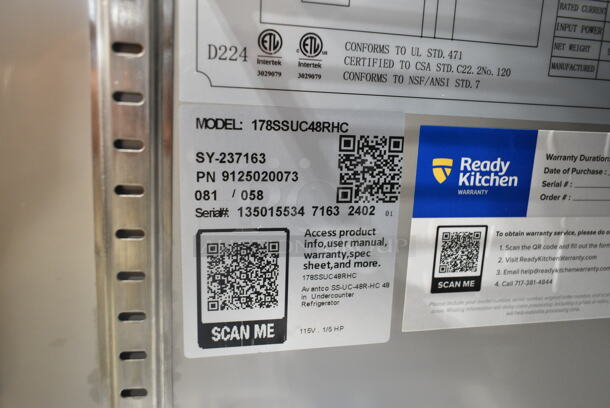 RATED CURRENT
INPUT POWER
NET WEIGHT
MANUFACTURED
D224
Intertek
3029079
Intertek
3029079
CONFORMS TO UL STD. 471
CERTIFIED TO CSA STD. C22.2No. 120
CONFORMS TO NSF/ANSI STD. 7
MODEL: 178SSUC48RHC
SY-237163
PN 9125020073
081 / 058
Serial#: 135015534 7163 2402 01
Access product
info,user manual,
warranty,spec
sheet,and more.
178SSUC48RHC
Avantco SS-UC-48R-HC 48
in Undercounter
Refrigerator
115V. 1/5 HP
SCAN ME
Ready
Kitchen
WARRANTY
Warranty Duration:
Date of Purchase:
Serial #:
Order #:
To obtain warranty service, please do
1. Scan the QR code and fill out the form
2. Visit ReadyKitchenWarranty.com
3. Email help@readykitchenwarranty.com
4. Call 717-381-4844
SCAN ME